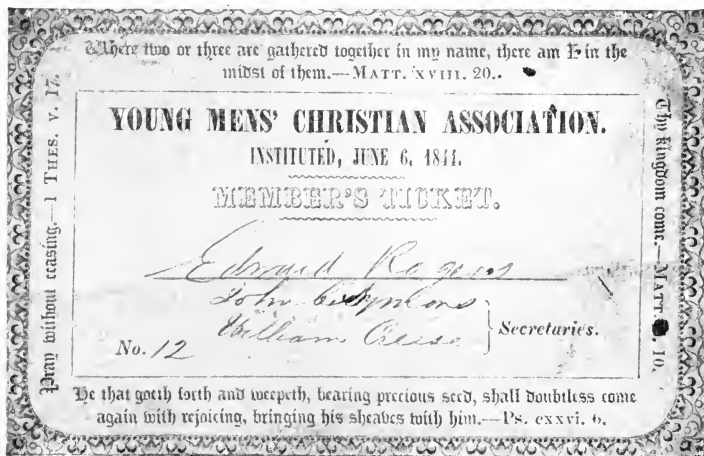 Where two or three are gathered together in my name, there am I in the
midst of them.—MATT. XVIII. 20.
Pray without ceasing.—1 THES. V. 17.
YOUNG MENS' CHRISTIAN ASSOCIATION.
INSTITUTED, JUNE 6, 1844.
MEMBER'S TICKET.
Edward Rogers
John C. Symons
William Creese
Secretaries.
No. 12
Thy kingdom come.—MATT. 10.
He that goeth forth and weepeth, bearing precious seed, shall doubtless come
again with rejoicing, bringing his sheaves with him.—Ps. cxxvi. 6.